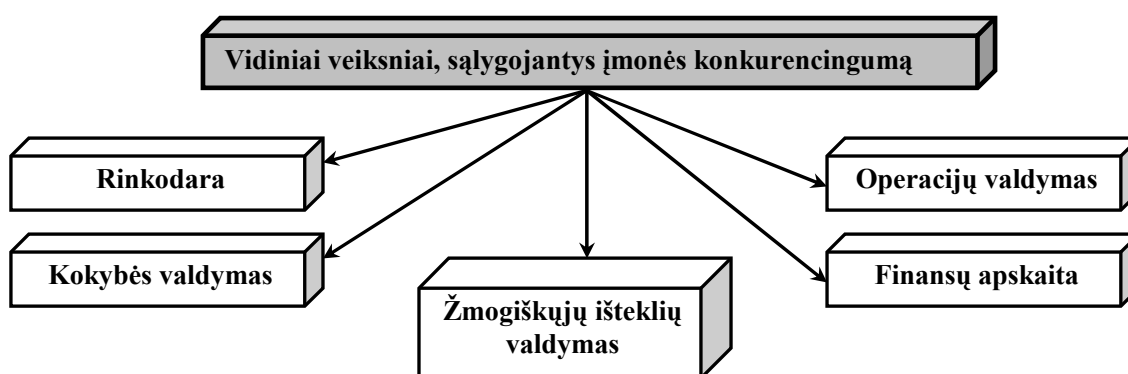 Vidiniai veiksniai, sąlygojantys įmonės konkurencingumą
Rinkodara
Operacijų valdymas
Kokybės valdymas
Finansų apskaita
Žmogiškųjų išteklių
valdymas